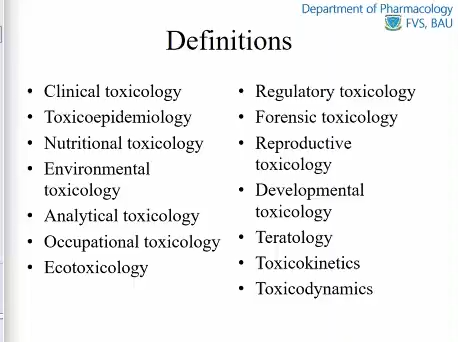 Department of Pharmacology
FVS, BAU
Definitions
• Clinical toxicology
• Toxicoepidemiology
• Nutritional toxicology
• Environmental
toxicology
• Analytical toxicology
• Occupational toxicology
• Ecotoxicology
• Regulatory toxicology
• Forensic toxicology
• Reproductive
toxicology
• Developmental
toxicology
• Teratology
• Toxicokinetics
• Toxicodynamics